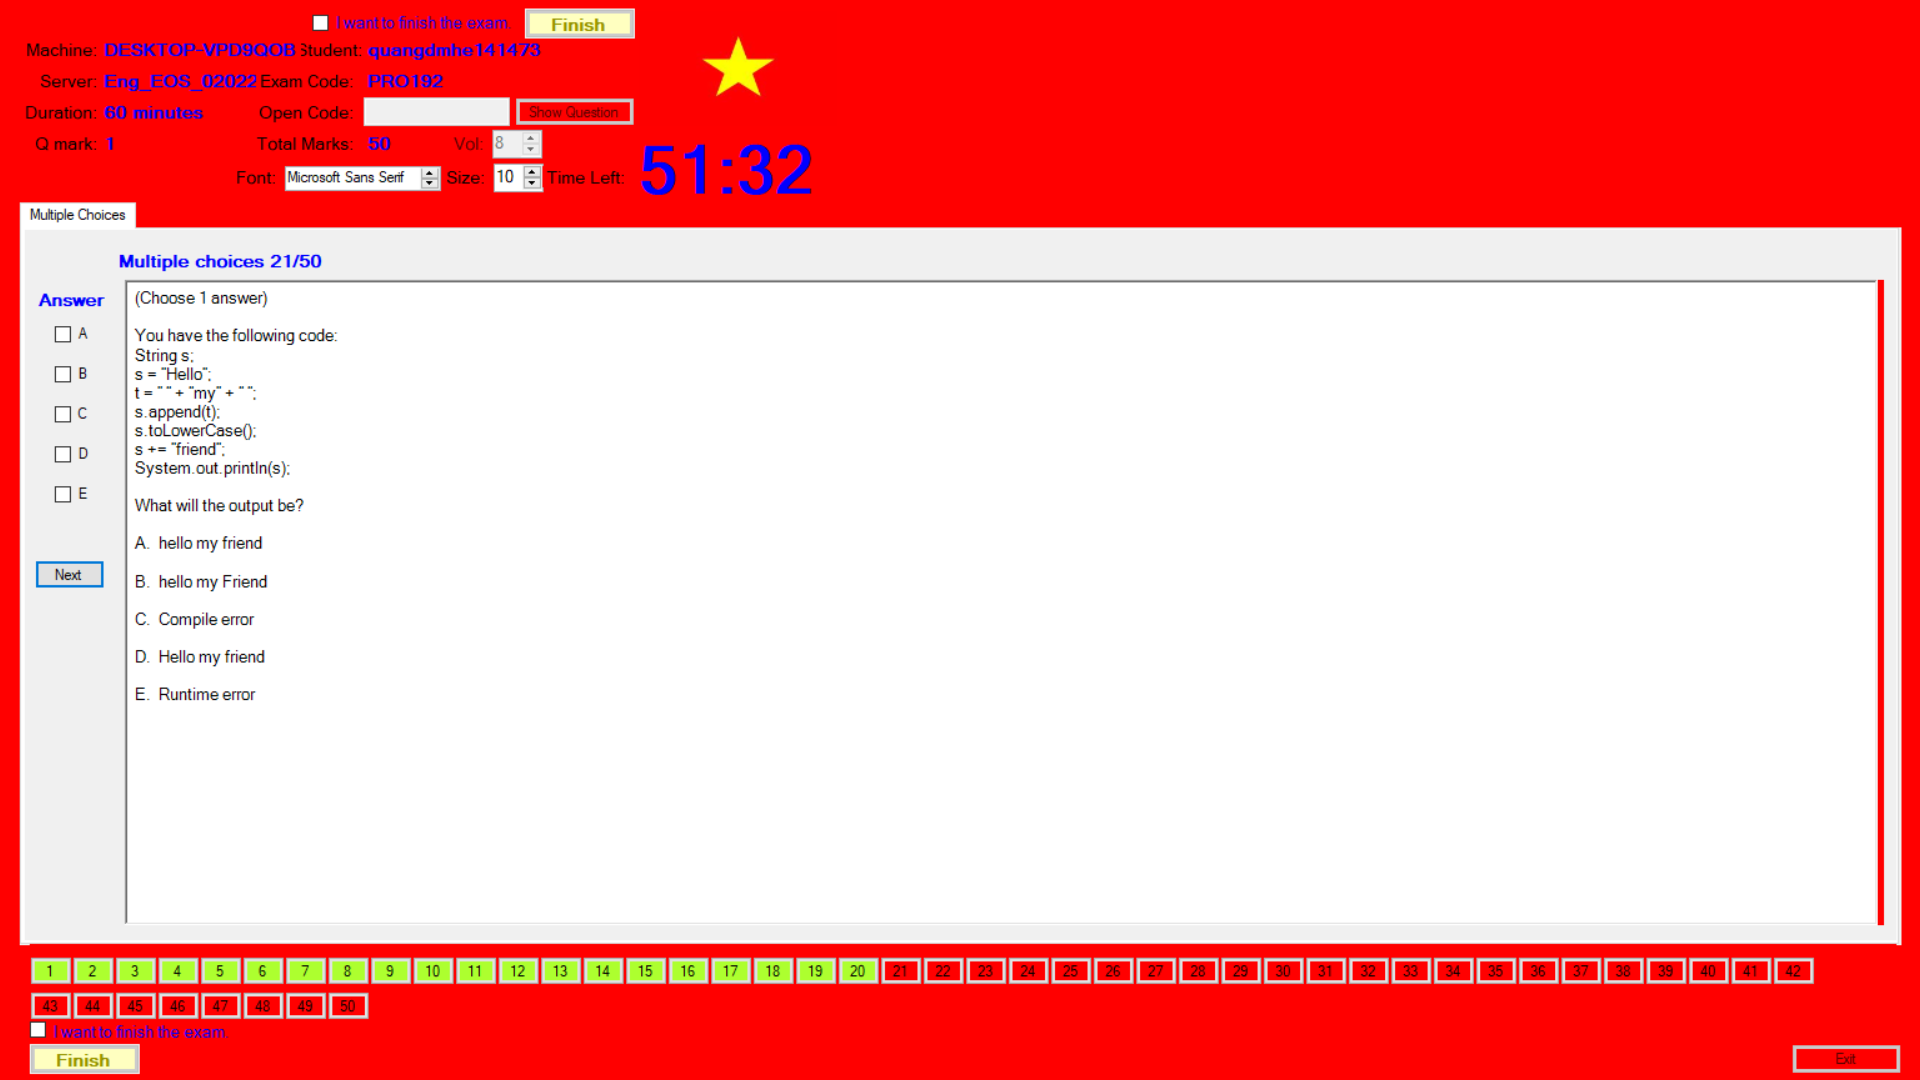 I want to finish the exam. Finish
Machine: DESKTOP-VPD9QOB Student: quangdmhe141473
Server: Eng_EOS_02022 Exam Code: PRO192
Duration: 60 minutes Open Code: Show Question
Q mark: 1 Total Marks: 50 Vol: 8
Font: Microsoft Sans Serif Size: 10 Time Left: 51:32
Multiple Choices
Multiple choices 21/50
Answer
A
B
C
D
E
Next
(Choose 1 answer)
You have the following code:
String s;
s = "Hello";
t = " " + "my" + " ";
s.append(t);
s.toLowerCase();
s += "friend";
System.out.println(s);
What will the output be?
A. hello my friend
B. hello my Friend
C. Compile error
D. Hello my friend
E. Runtime error
1 2 3 4 5 6 7 8 9 10 11 12 13 14 15 16 17 18 19 20 21 22 23 24 25 26 27 28 29 30 31 32 33 34 35 36 37 38 39 40 41 42
43 44 45 46 47 48 49 50
I want to finish the exam.
Finish
Exit